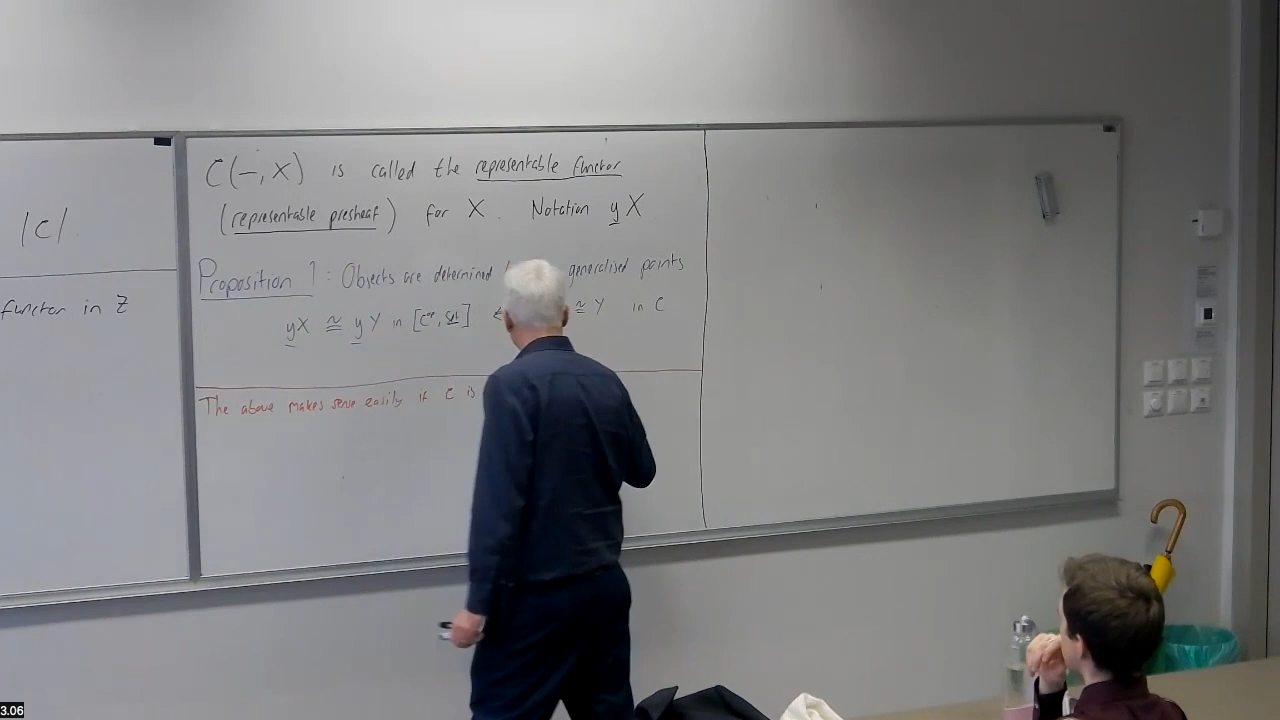 |C|.
functor in Z
C(-, X) is called the representable functor
(representable presheaf) for X. Notation yX
Proposition 1: Objects are determined generalised points
yX ≅ yY in [C^op, Set] ≅ Y in C
The above makes sense easily if C is
3.06